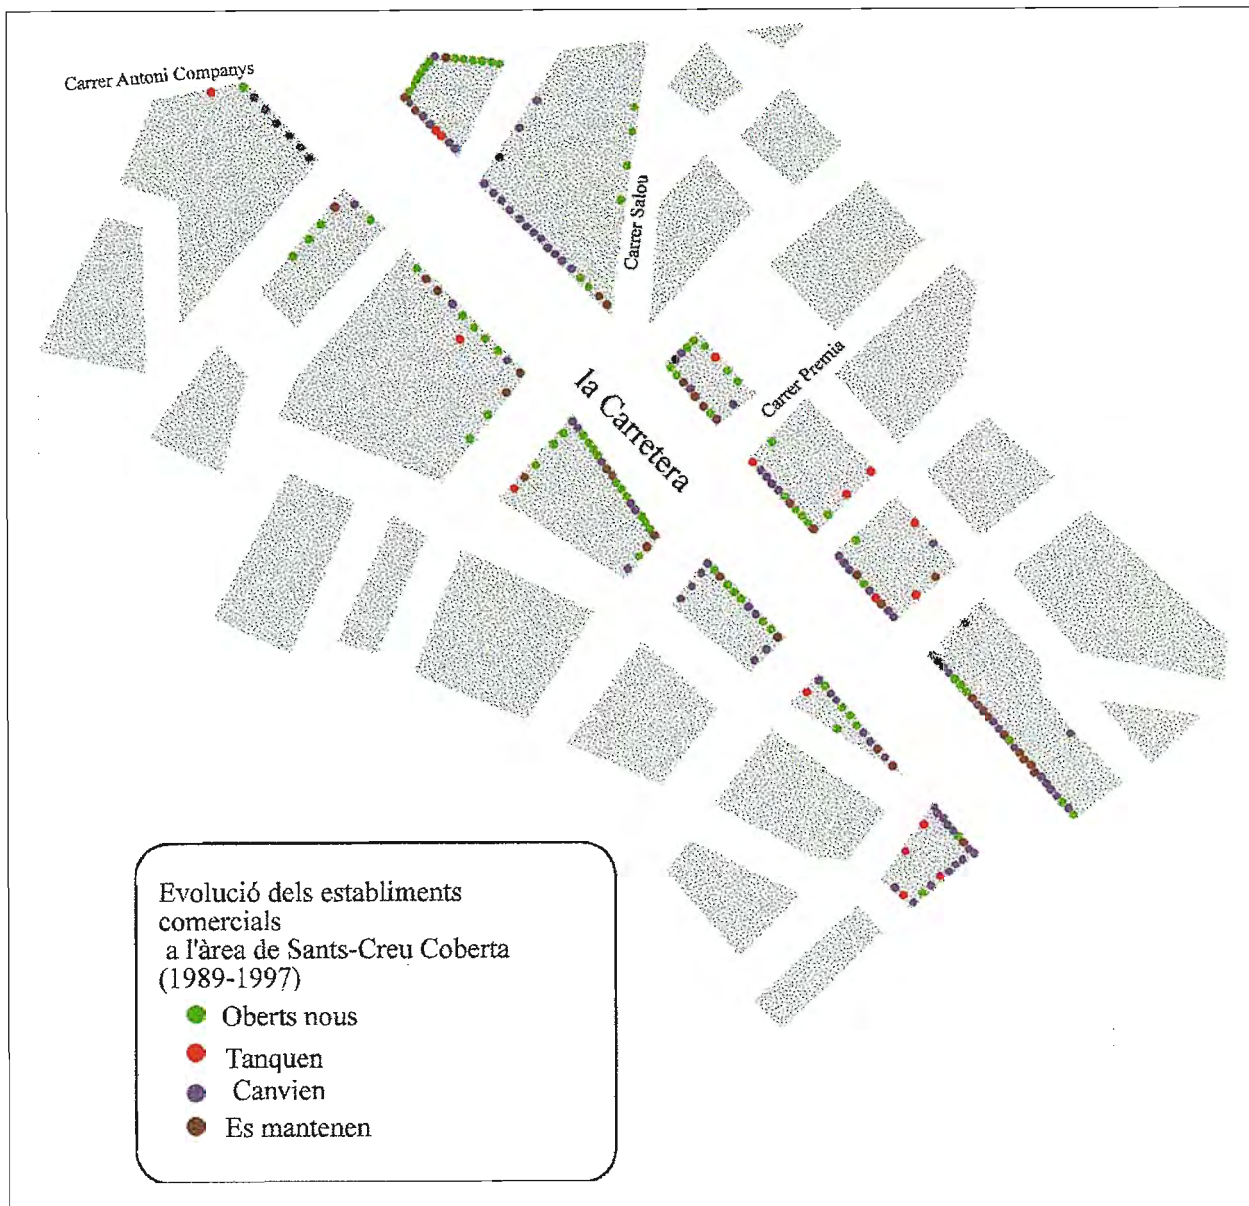 Carrer Antoni Companys
Carrer Salou
la Carretera
Carrer Premia
Evolució dels establiments
comercials
a l'àrea de Sants-Creu Coberta
(1989-1997)
Oberts nous
Tanquen
Canvien
Es mantenen